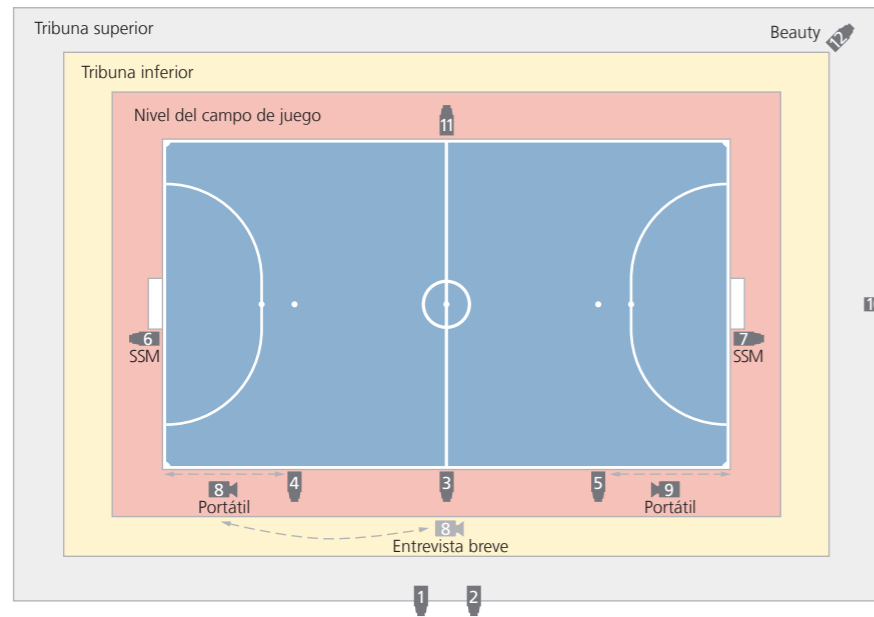 Tribuna superior
Beauty
12
Tribuna inferior
Nivel del campo de juego
11
6
SSM
7
SSM
8
Portátil
4
3
5
9
Portátil
8
Entrevista breve
1
2